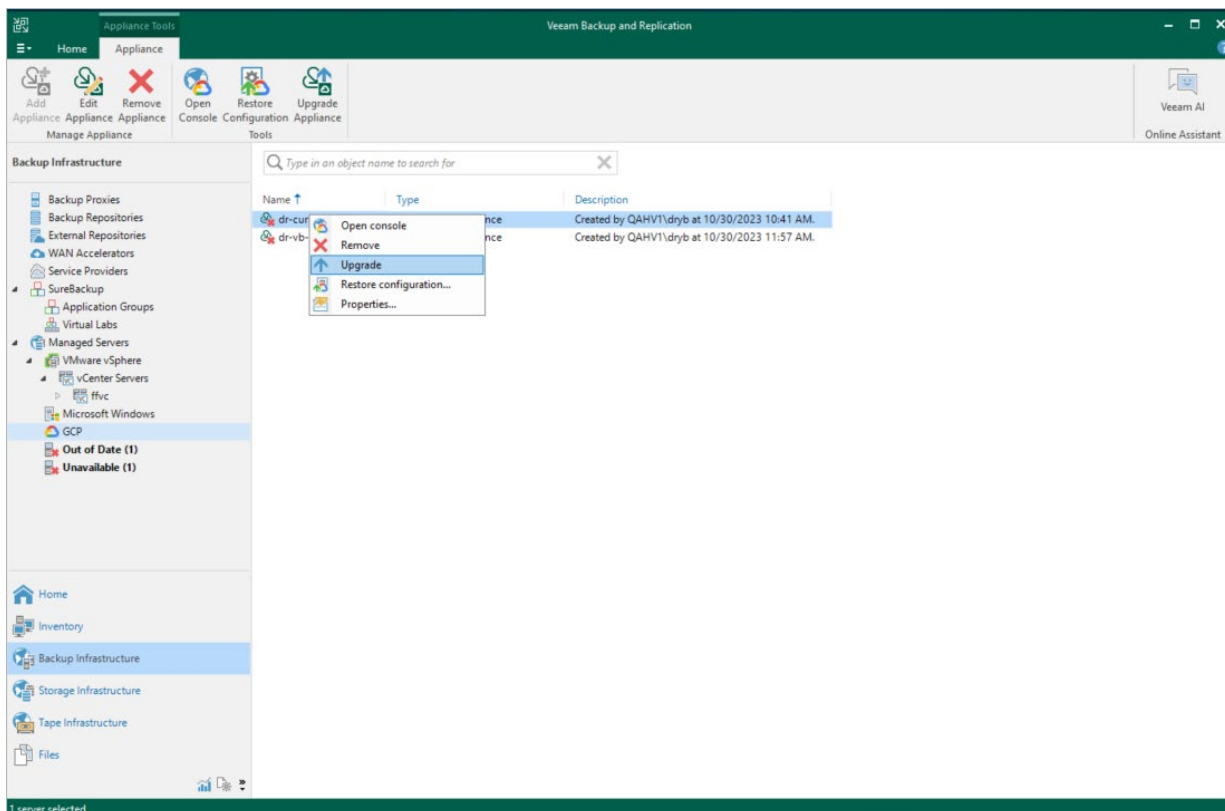 Appliance Tools
Veeam Backup and Replication
Home Appliance
Add Appliance
Edit Appliance
Remove Appliance
Open Console
Restore Configuration
Upgrade Appliance
Manage Appliance
Tools
Veeam AI
Online Assistant
Backup Infrastructure
Type in an object name to search for
Backup Proxies
Backup Repositories
External Repositories
WAN Accelerators
Service Providers
SureBackup
Application Groups
Virtual Labs
Managed Servers
VMware vSphere
vCenter Servers
ffvc
Microsoft Windows
GCP
Out of Date (1)
Unavailable (1)
Name Type Description
dr-cur nce Created by QAHV1\dryb at 10/30/2023 10:41 AM.
dr-vb- nce Created by QAHV1\dryb at 10/30/2023 11:57 AM.
Open console
Remove
Upgrade
Restore configuration...
Properties...
Home
Inventory
Backup Infrastructure
Storage Infrastructure
Tape Infrastructure
Files
1 server selected